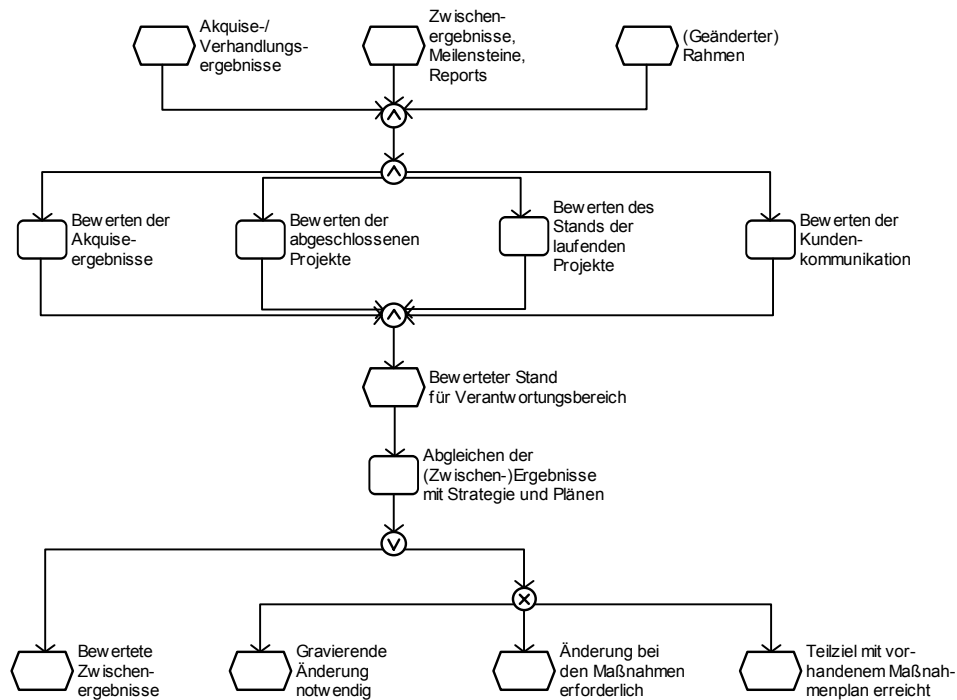 Akquise-/
Verhandlungs-
ergebnisse
Zwischen-
ergebnisse,
Meilensteine,
Reports
(Geänderter)
Rahmen
Bewerten der
Akquise-
ergebnisse
Bewerten der
abgeschlossenen
Projekte
Bewerten des
Stands der
laufenden
Projekte
Bewerten der
Kunden-
kommunikation
Bewerteter Stand
für Verantwortungsbereich
Abgleichen der
(Zwischen-)Ergebnisse
mit Strategie und Plänen
Bewertete
Zwischen-
ergebnisse
Gravierende
Änderung
notwendig
Änderung bei
den Maßnahmen
erforderlich
Teilziel mit vor-
handenem Maßnah-
menplan erreicht